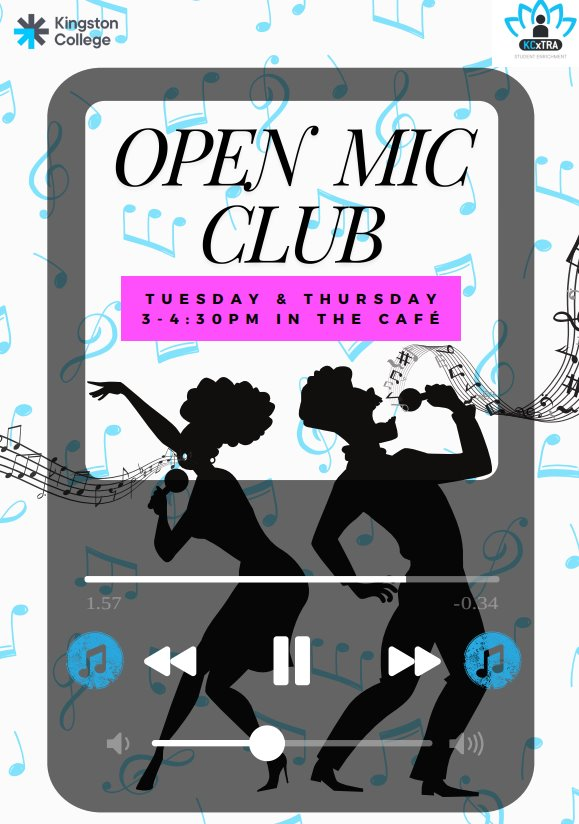 Kingston
College
KCxTRA
STUDENT ENRICHMENT
OPEN MIC
CLUB
TUESDAY & THURSDAY
3-4:30PM IN THE CAFÉ
1.57
-0.34